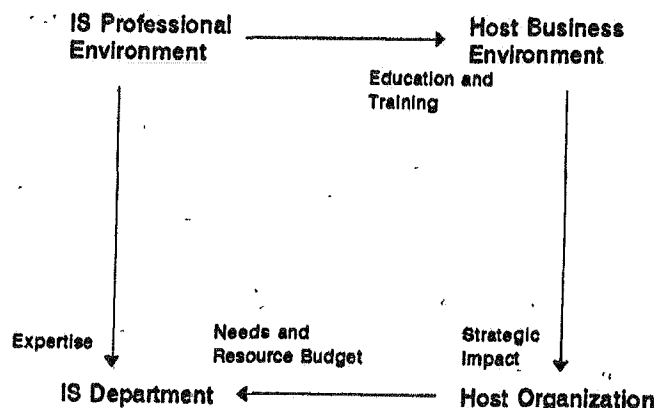 IS Professional
Environment
Host Business
Environment
Education and
Training
Expertise
Needs and
Resource Budget
Strategic
Impact
IS Department
Host Organization